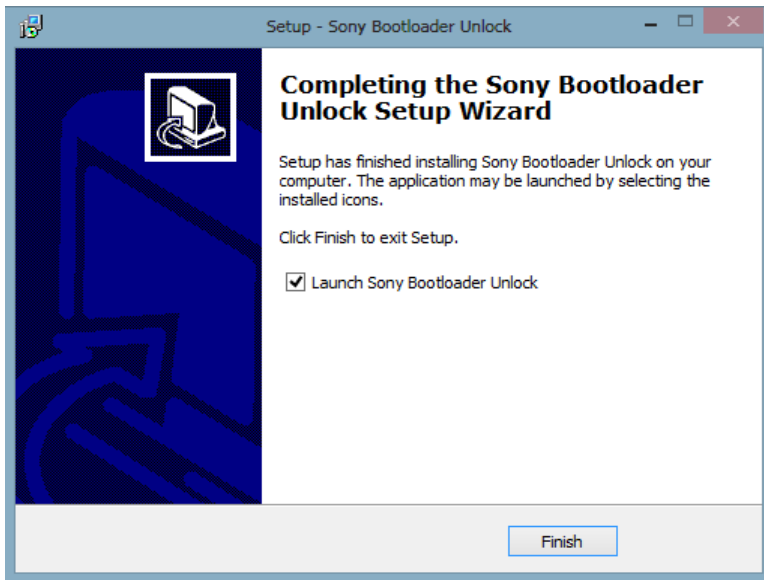 Setup - Sony Bootloader Unlock
Completing the Sony Bootloader
Unlock Setup Wizard
Setup has finished installing Sony Bootloader Unlock on your
computer. The application may be launched by selecting the
installed icons.
Click Finish to exit Setup.
Launch Sony Bootloader Unlock
Finish